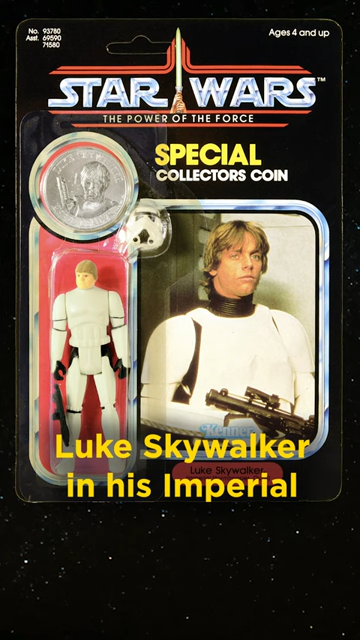 No. 93780
Asst. 69590
71580
Ages 4 and up
STAR WARS™
THE POWER OF THE FORCE
SPECIAL
COLLECTORS COIN
Kenner
Luke Skywalker
Luke Skywalker
in his Imperial